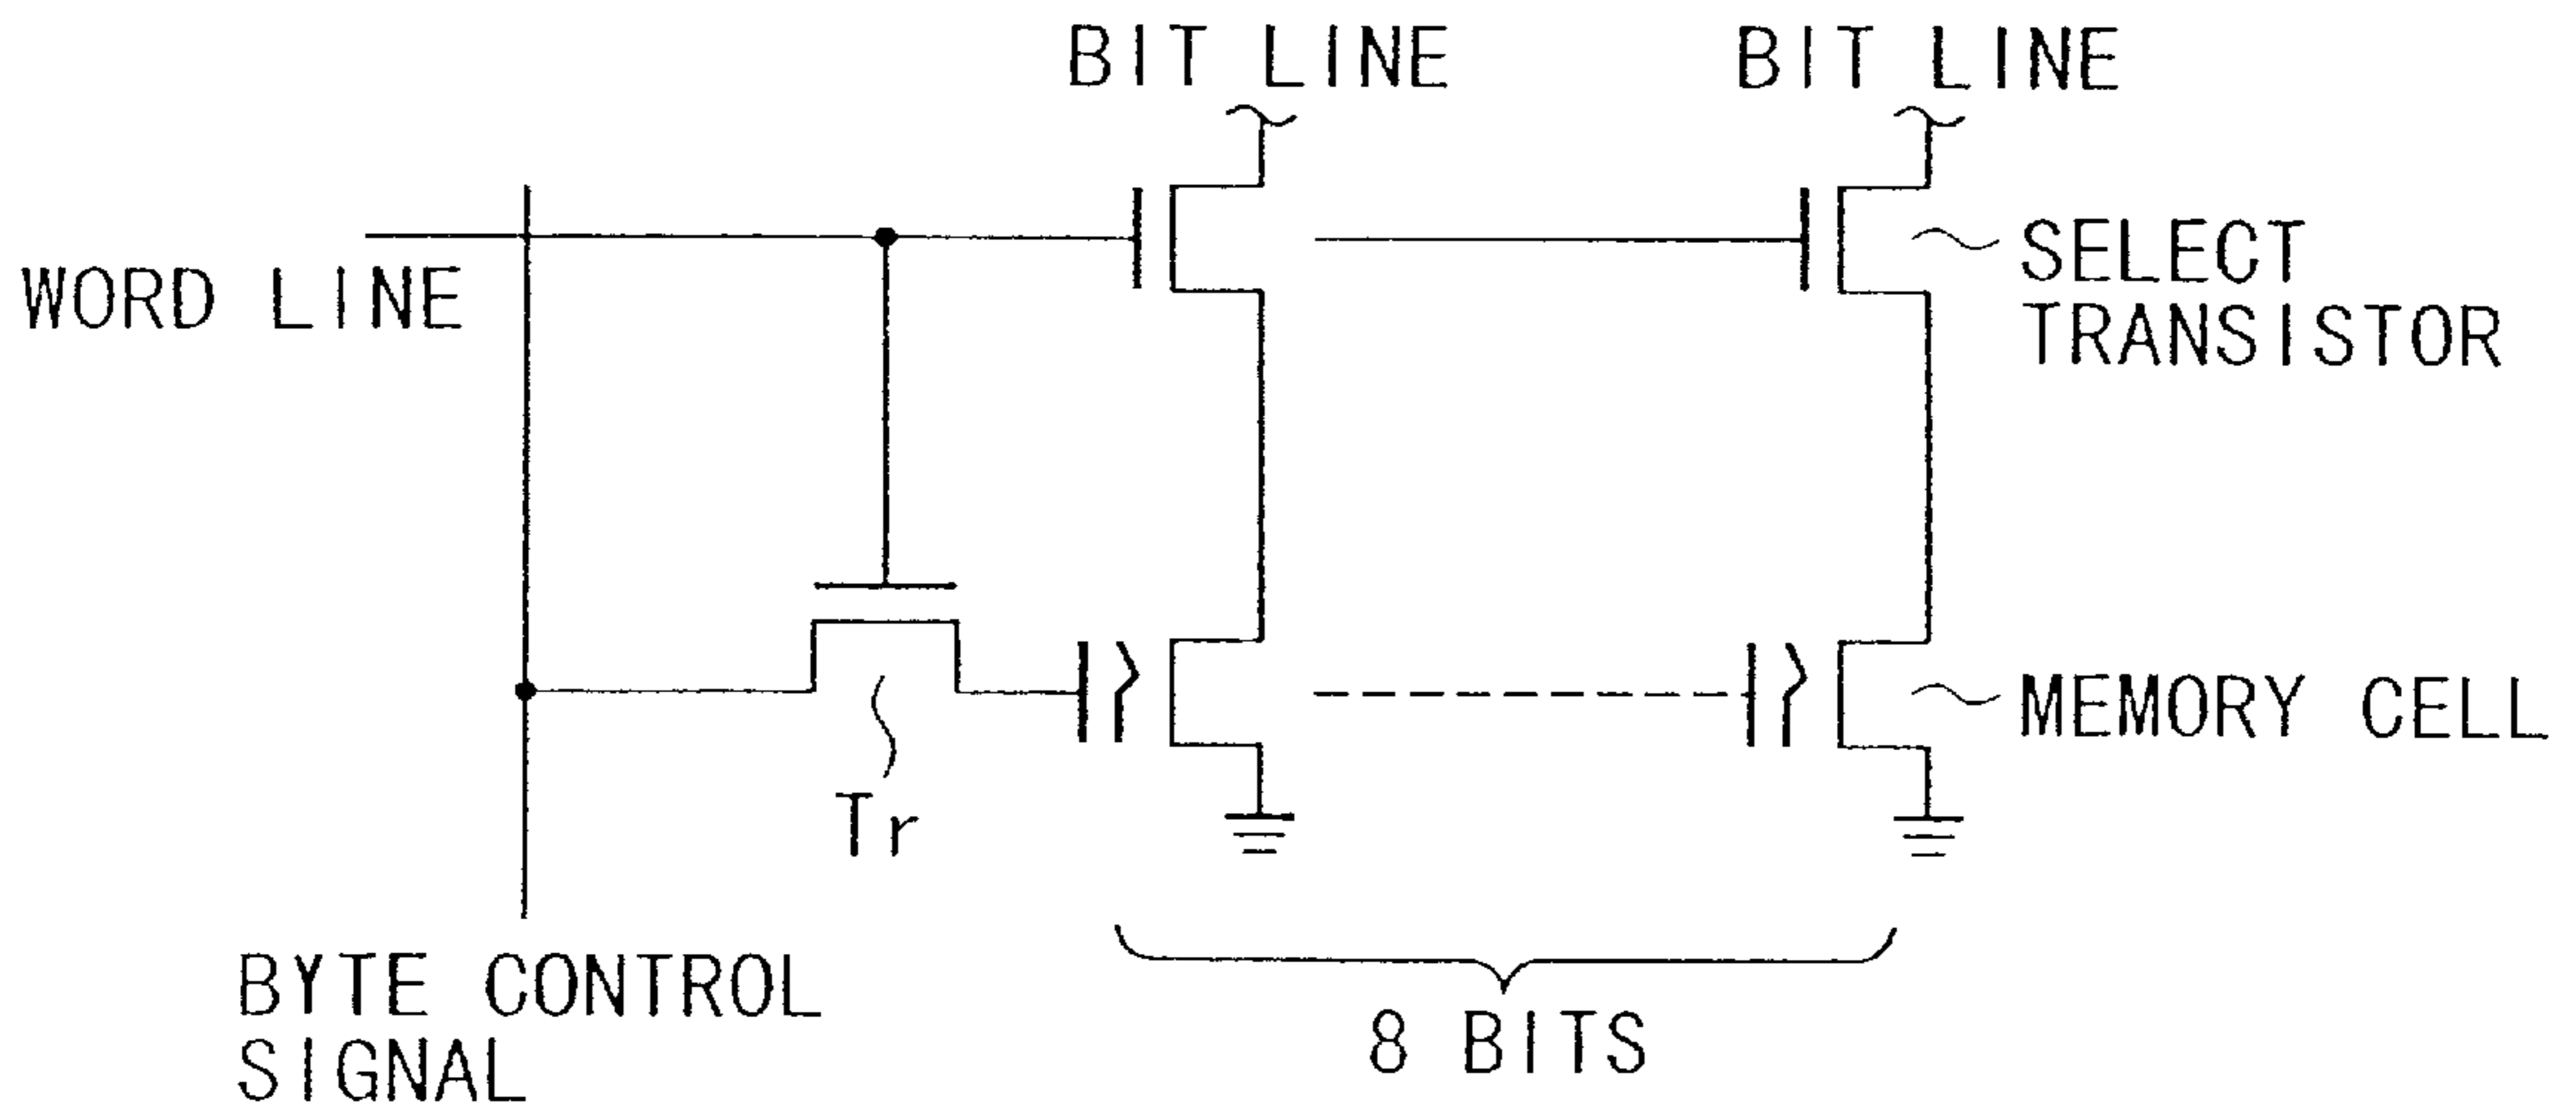 BIT LINE
BIT LINE
WORD LINE
SELECT
TRANSISTOR
MEMORY CELL
Tr
BYTE CONTROL
SIGNAL
8 BITS